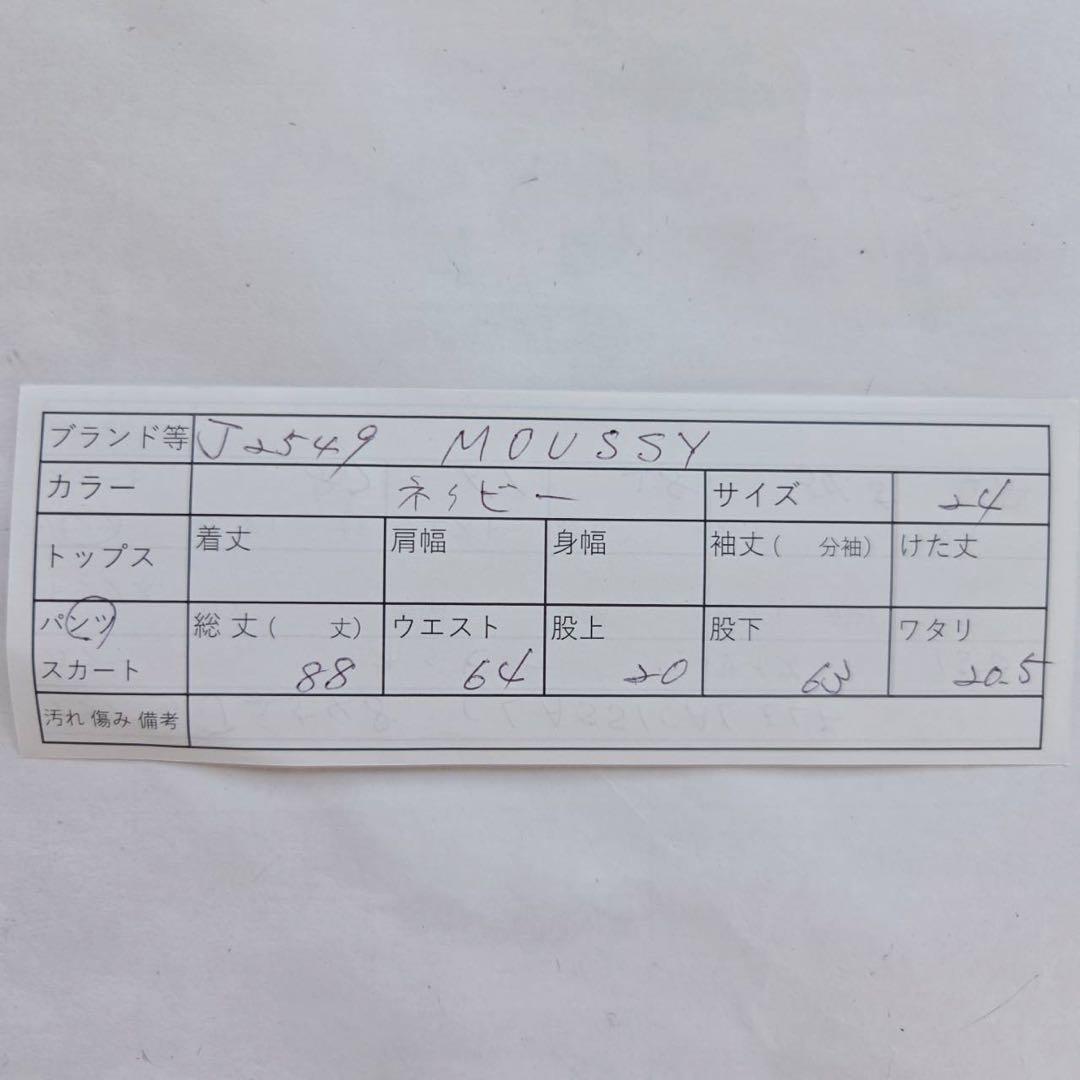 ブランド等 J2549 MOUSSY
カラー ネイビー サイズ 24
トップス 着丈 肩幅 身幅 袖丈( 分袖) けた丈
パンツ 総丈( 丈) ウエスト 股上 股下 ワタリ
スカート 88 64 20 63 20.5
汚れ 傷み 備考